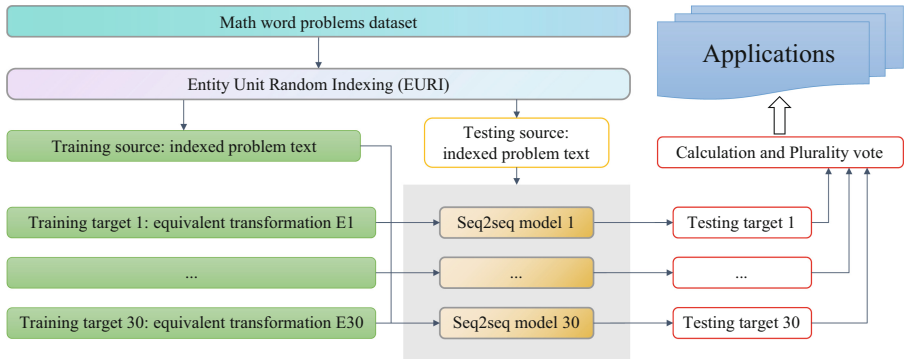 Math word problems dataset
Applications
Entity Unit Random Indexing (EURI)
Training source: indexed problem text
Testing source:
indexed problem text
Calculation and Plurality vote
Training target 1: equivalent transformation E1
Seq2seq model 1
Testing target 1
...
...
...
Training target 30: equivalent transformation E30
Seq2seq model 30
Testing target 30